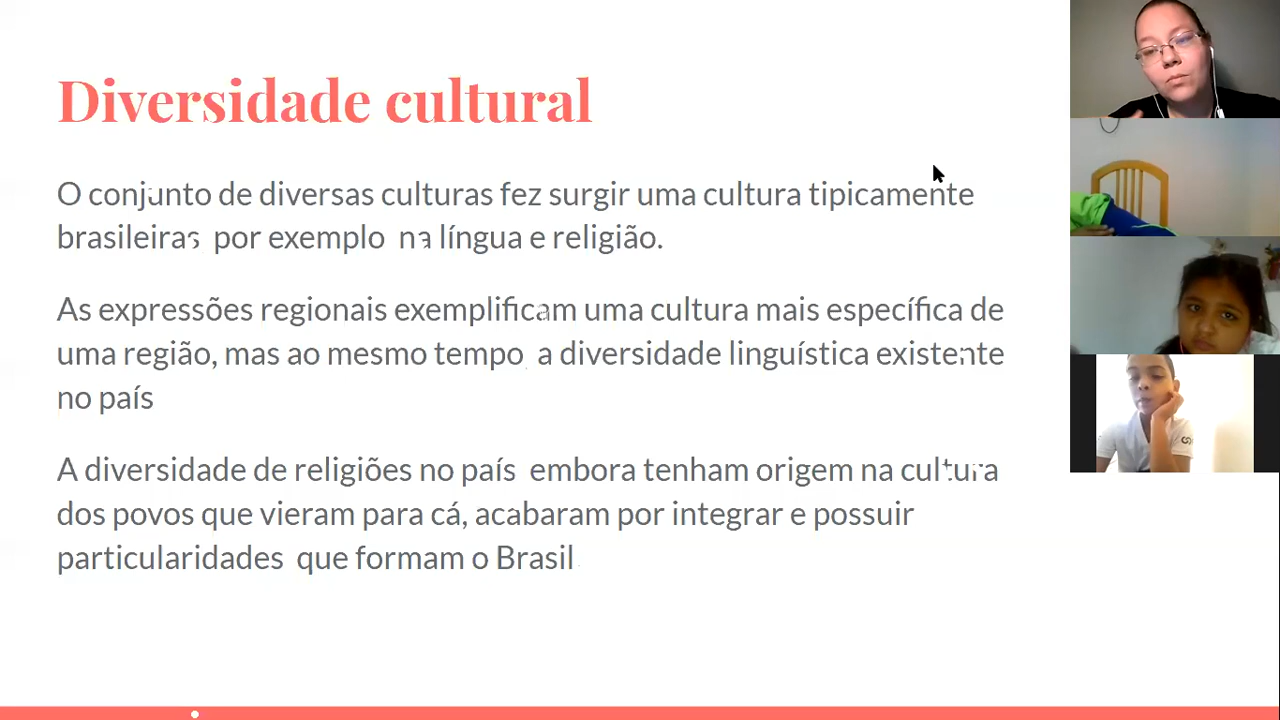 Diversidade cultural
O conjunto de diversas culturas fez surgir uma cultura tipicamente
brasileiras por exemplo na língua e religião.
As expressões regionais exemplificam uma cultura mais específica de
uma região, mas ao mesmo tempo, a diversidade linguística existente
no país
A diversidade de religiões no país embora tenham origem na cultura
dos povos que vieram para cá, acabaram por integrar e possuir
particularidades que formam o Brasil